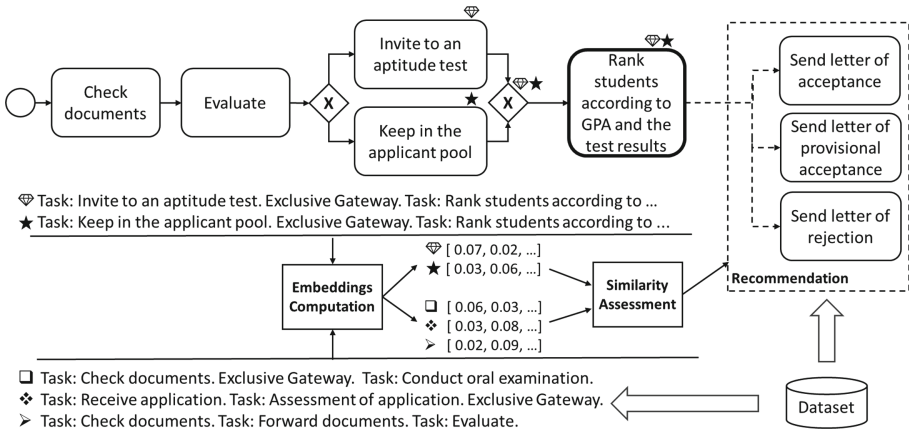 Check
documents
Evaluate
X
Invite to an
aptitude test
Keep in the
applicant pool
X
Rank
students
according to
GPA and the
test results
Send letter of
acceptance
Send letter of
provisional
acceptance
Send letter of
rejection
Recommendation
Task: Invite to an aptitude test. Exclusive Gateway. Task: Rank students according to ...
★ Task: Keep in the applicant pool. Exclusive Gateway. Task: Rank students according to ...
Embeddings
Computation
[ 0.07, 0.02, ...]
★ [ 0.03, 0.06, ...]
❑ [ 0.06, 0.03, ...]
❖ [ 0.03, 0.08, ...]
➢ [ 0.02, 0.09, ...]
Similarity
Assessment
❑ Task: Check documents. Exclusive Gateway. Task: Conduct oral examination.
❖ Task: Receive application. Task: Assessment of application. Exclusive Gateway.
➢ Task: Check documents. Task: Forward documents. Task: Evaluate.
Dataset